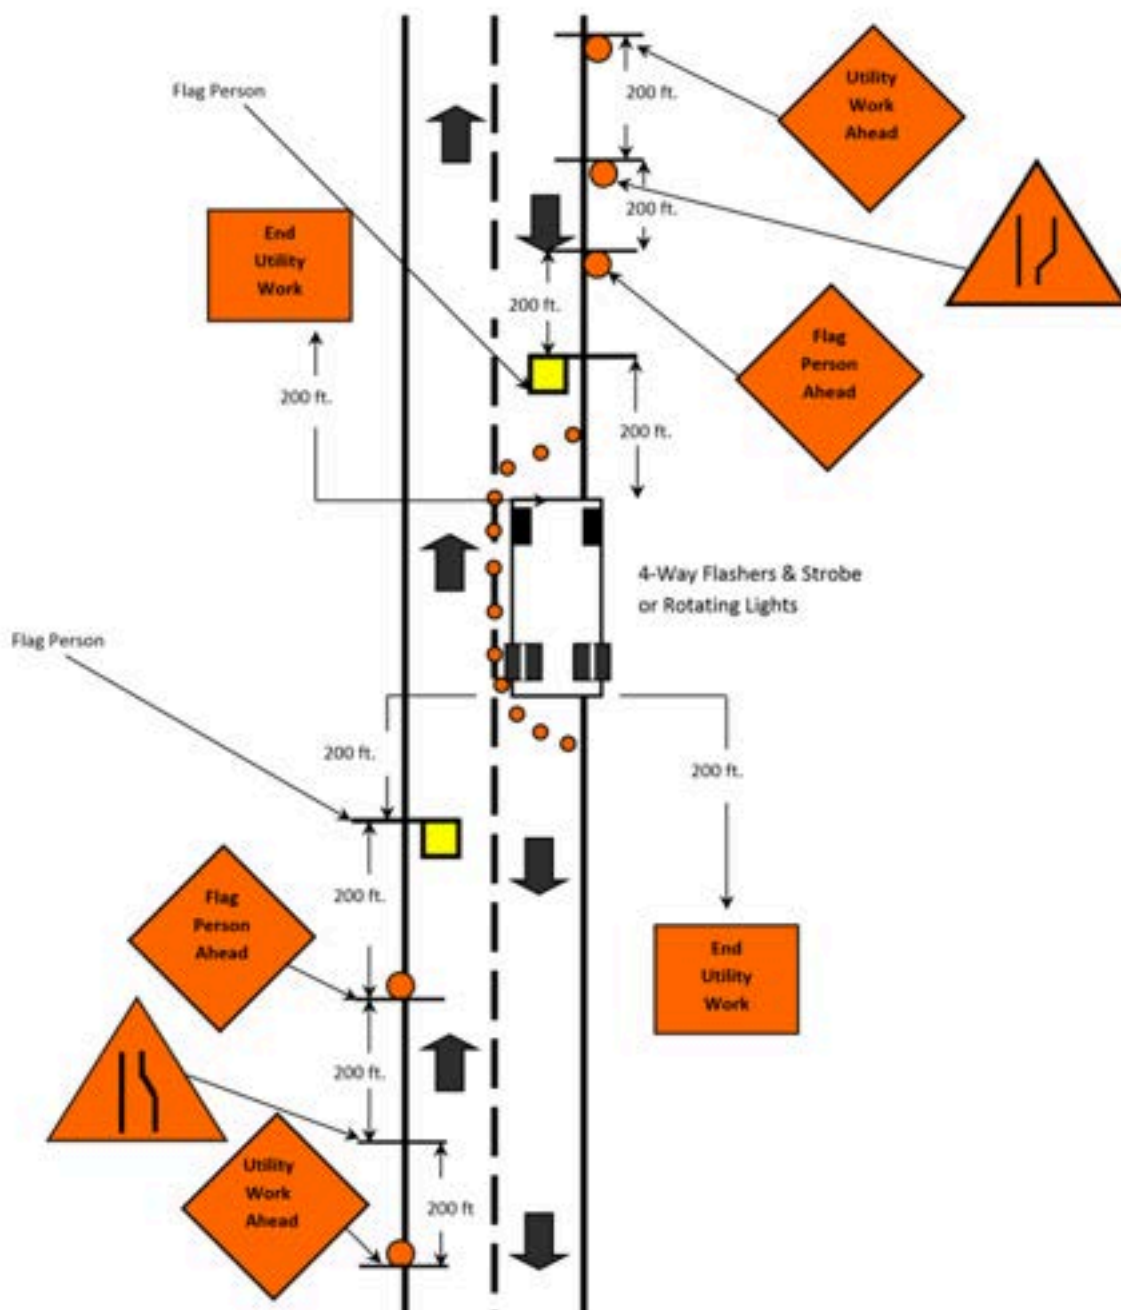 Flag Person
200 ft.
Utility
Work
Ahead
200 ft.
End
Utility
Work
200 ft.
Flag
Person
Ahead
200 ft.
200 ft.
4-Way Flashers & Strobe
or Rotating Lights
Flag Person
200 ft.
200 ft.
Flag
Person
Ahead
200 ft.
End
Utility
Work
200 ft.
Utility
Work
Ahead
200 ft